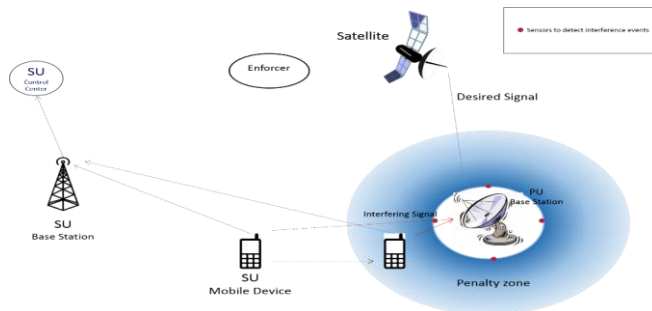 Sensors to detect interference events
Satellite
SU
Control
Center
Enforcer
Desired Signal
PU
Base Station
Interfering Signal
SU
Base Station
SU
Mobile Device
Penalty zone